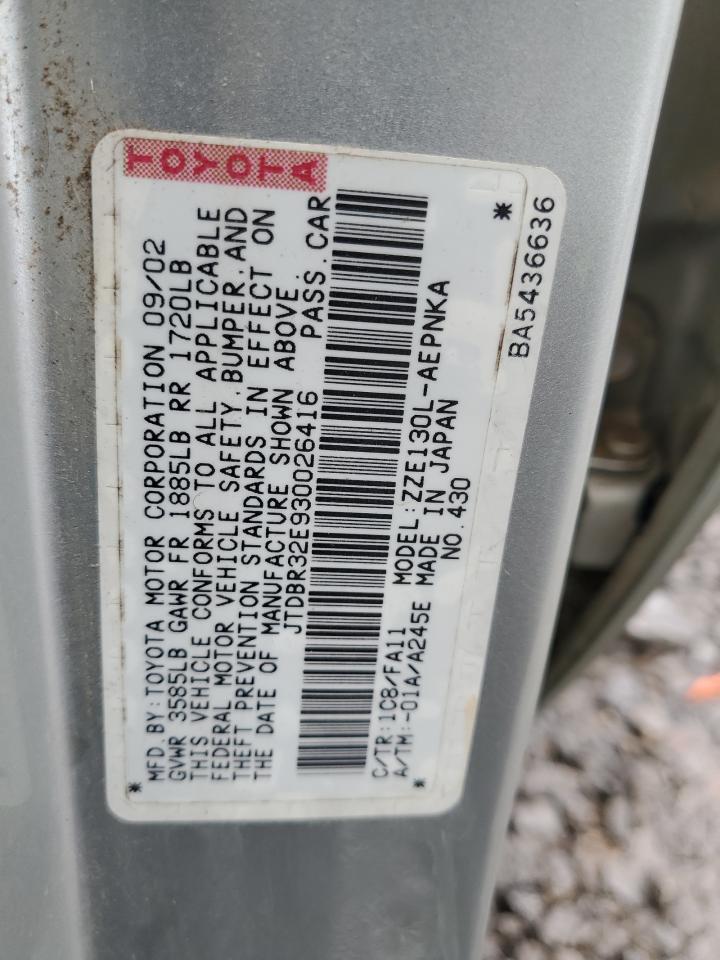 TOYOTA
MFD. BY: TOYOTA MOTOR CORPORATION 09/02
GVWR 3585LB GAWR FR 1885LB RR 1720LB
THIS VEHICLE CONFORMS TO ALL APPLICABLE
FEDERAL MOTOR VEHICLE SAFETY, BUMPER, AND
THEFT PREVENTION STANDARDS IN EFFECT ON
THE DATE OF MANUFACTURE SHOWN ABOVE.
JTDBR32E930026416 PASS. CAR
C/TR: 1C8/FA11 MODEL: ZZE130L-AEPNKA
A/TM: -01A/A245E MADE IN JAPAN
NO. 430
BA5436636